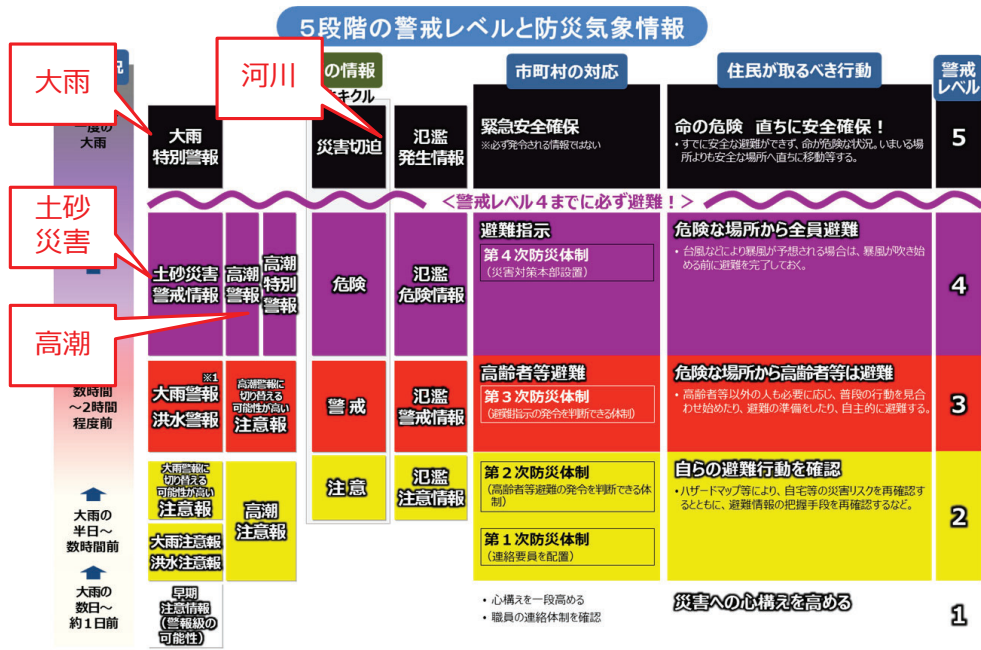 5段階の警戒レベルと防災気象情報
大雨
河川
況
の情報
キキクル
市町村の対応
住民が取るべき行動
警戒
レベル
大雨
大雨
特別警報
災害切迫
氾濫
発生情報
緊急安全確保
※必ず発令される情報ではない
命の危険 直ちに安全確保!
・すでに安全な避難ができず、命が危険な状況。いまいる場
所よりも安全な場所へ直ちに移動等する。
5
<警戒レベル4までに必ず避難!>
土砂
災害
土砂災害
警戒情報
高潮
警報
高潮
特別
警報
危険
氾濫
危険情報
避難指示
第4次防災体制
(災害対策本部設置)
危険な場所から全員避難
・台風などにより暴風が予想される場合は、暴風が吹き始
める前に避難を完了しておく。
4
高潮
数時間
~2時間
程度前
※1
大雨警報
洪水警報
高潮警報に
切り替える
可能性が高い
注意報
警戒
氾濫
警戒情報
高齢者等避難
第3次防災体制
(避難指示の発令を判断できる体制)
危険な場所から高齢者等は避難
・高齢者等以外の人も必要に応じ、普段の行動を見合
わせ始めたり、避難の準備をしたり、自主的に避難する。
3
大雨の
半日~
数時間前
大雨警報に
切り替える
可能性が高い
注意報
大雨注意報
洪水注意報
高潮
注意報
注意
氾濫
注意情報
第2次防災体制
(高齢者等避難の発令を判断できる体
制)
第1次防災体制
(連絡要員を配置)
自らの避難行動を確認
・ハザードマップ等により、自宅等の災害リスクを再確認す
るとともに、避難情報の把握手段を再確認するなど。
2
大雨の
数日~
約1日前
早期
注意情報
(警報級の
可能性)
・心構えを一段高める
・職員の連絡体制を確認
災害への心構えを高める
1